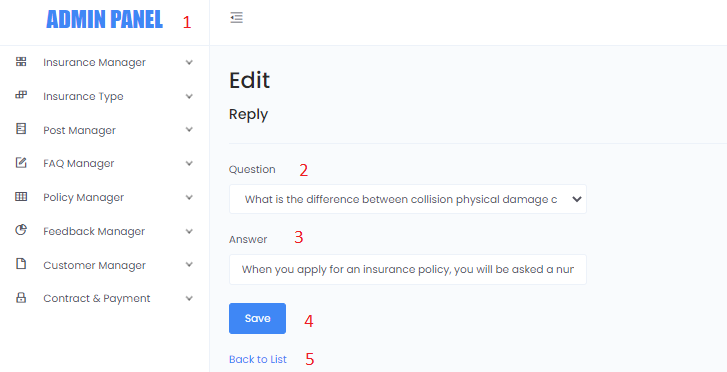 ADMIN PANEL 1
Insurance Manager
Insurance Type
Post Manager
FAQ Manager
Policy Manager
Feedback Manager
Customer Manager
Contract & Payment
Edit
Reply
Question 2
What is the difference between collision physical damage c
Answer 3
When you apply for an insurance policy, you will be asked a nur
Save 4
Back to List 5